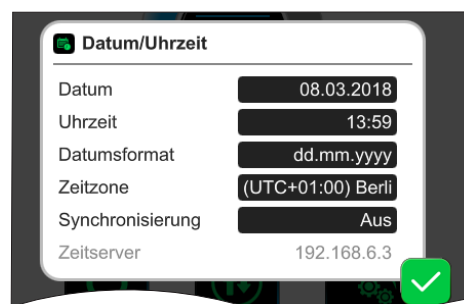 Datum/Uhrzeit
Datum 08.03.2018
Uhrzeit 13:59
Datumsformat dd.mm.yyyy
Zeitzone (UTC+01:00) Berli
Synchronisierung Aus
Zeitserver 192.168.6.3